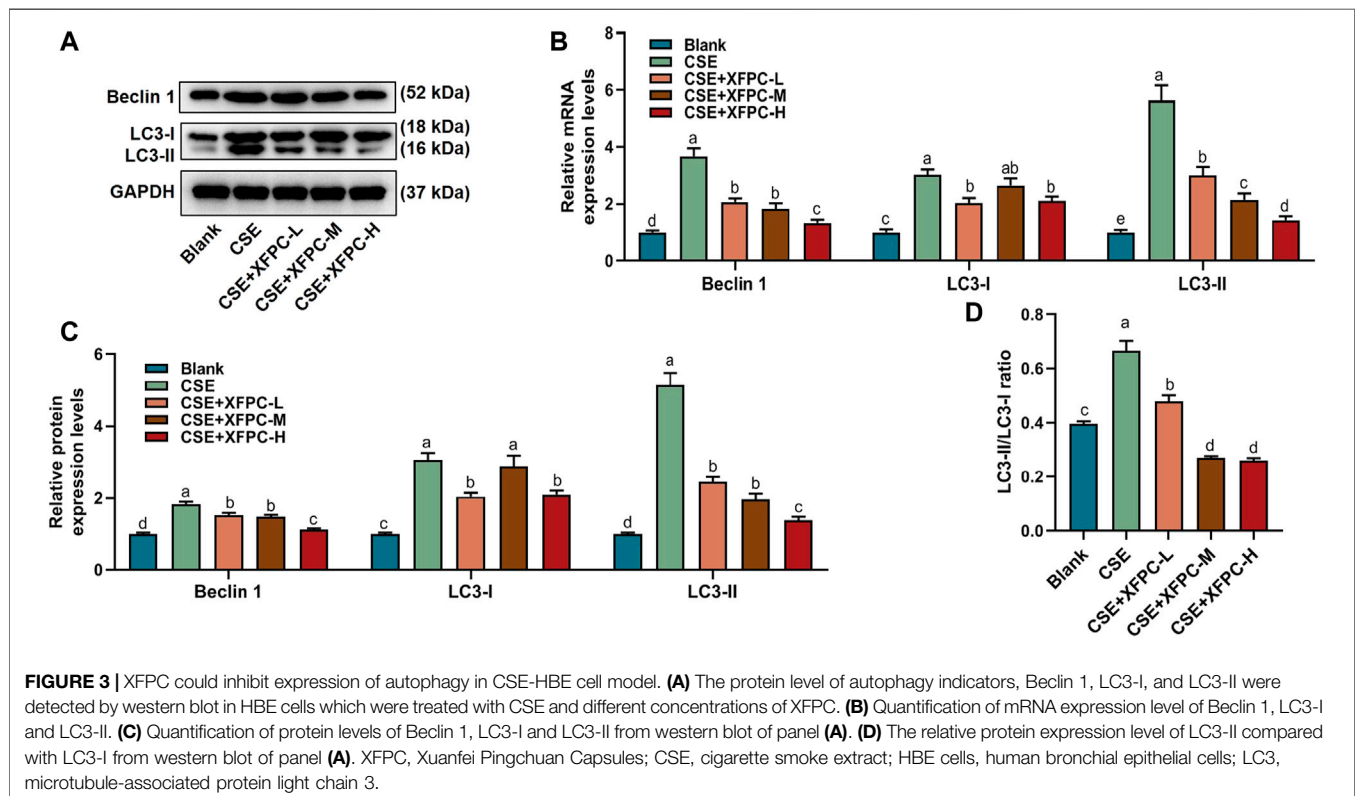 A
Beclin 1
(52 kDa)
LC3-I
(18 kDa)
LC3-II
(16 kDa)
GAPDH
(37 kDa)
Blank
CSE
CSE+XFPC-L
CSE+XFPC-M
CSE+XFPC-H
B
Relative mRNA
expression levels
8
6
4
2
0
Blank
CSE
CSE+XFPC-L
CSE+XFPC-M
CSE+XFPC-H
d a b b c
c a b ab b
e a b c d
Beclin 1 LC3-I LC3-II
C
Relative protein
expression levels
6
4
2
0
Blank
CSE
CSE+XFPC-L
CSE+XFPC-M
CSE+XFPC-H
d a b b c
c a b a b
d a b b c
Beclin 1 LC3-I LC3-II
D
LC3-II/LC3-I ratio
0.8
0.6
0.4
0.2
0.0
c a b d d
Blank
CSE
CSE+XFPC-L
CSE+XFPC-M
CSE+XFPC-H
FIGURE 3 | XFPC could inhibit expression of autophagy in CSE-HBE cell model. (A) The protein level of autophagy indicators, Beclin 1, LC3-I, and LC3-II were
detected by western blot in HBE cells which were treated with CSE and different concentrations of XFPC. (B) Quantification of mRNA expression level of Beclin 1, LC3-I
and LC3-II. (C) Quantification of protein levels of Beclin 1, LC3-I and LC3-II from western blot of panel (A). (D) The relative protein expression level of LC3-II compared
with LC3-I from western blot of panel (A). XFPC, Xuanfei Pingchuan Capsules; CSE, cigarette smoke extract; HBE cells, human bronchial epithelial cells; LC3,
microtubule-associated protein light chain 3.